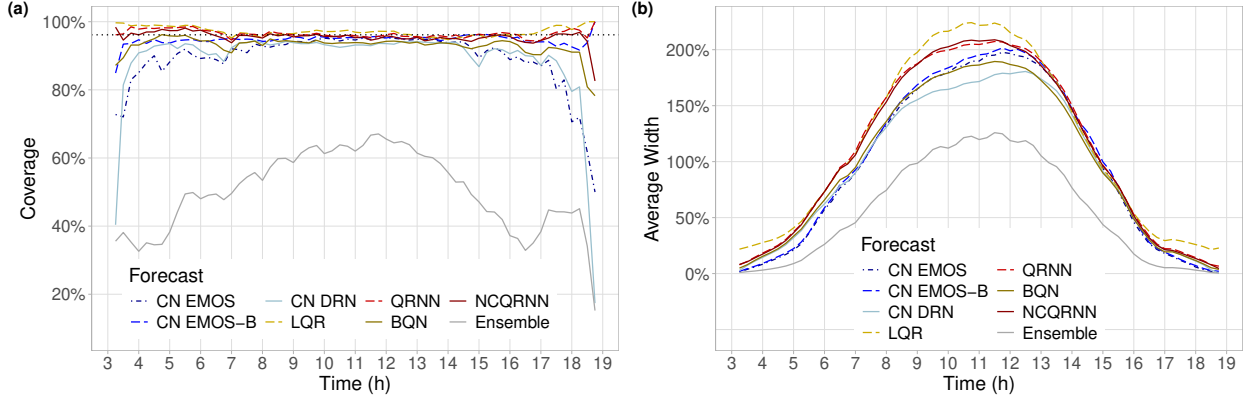 (a)
100%
80%
60%
40%
20%
Coverage
Forecast
CN EMOS
CN DRN
QRNN
NCQRNN
CN EMOS−B
LQR
BQN
Ensemble
3 4 5 6 7 8 9 10 11 12 13 14 15 16 17 18 19
Time (h)
(b)
200%
150%
100%
50%
0%
Average Width
Forecast
CN EMOS
QRNN
CN EMOS−B
BQN
CN DRN
NCQRNN
LQR
Ensemble
3 4 5 6 7 8 9 10 11 12 13 14 15 16 17 18 19
Time (h)